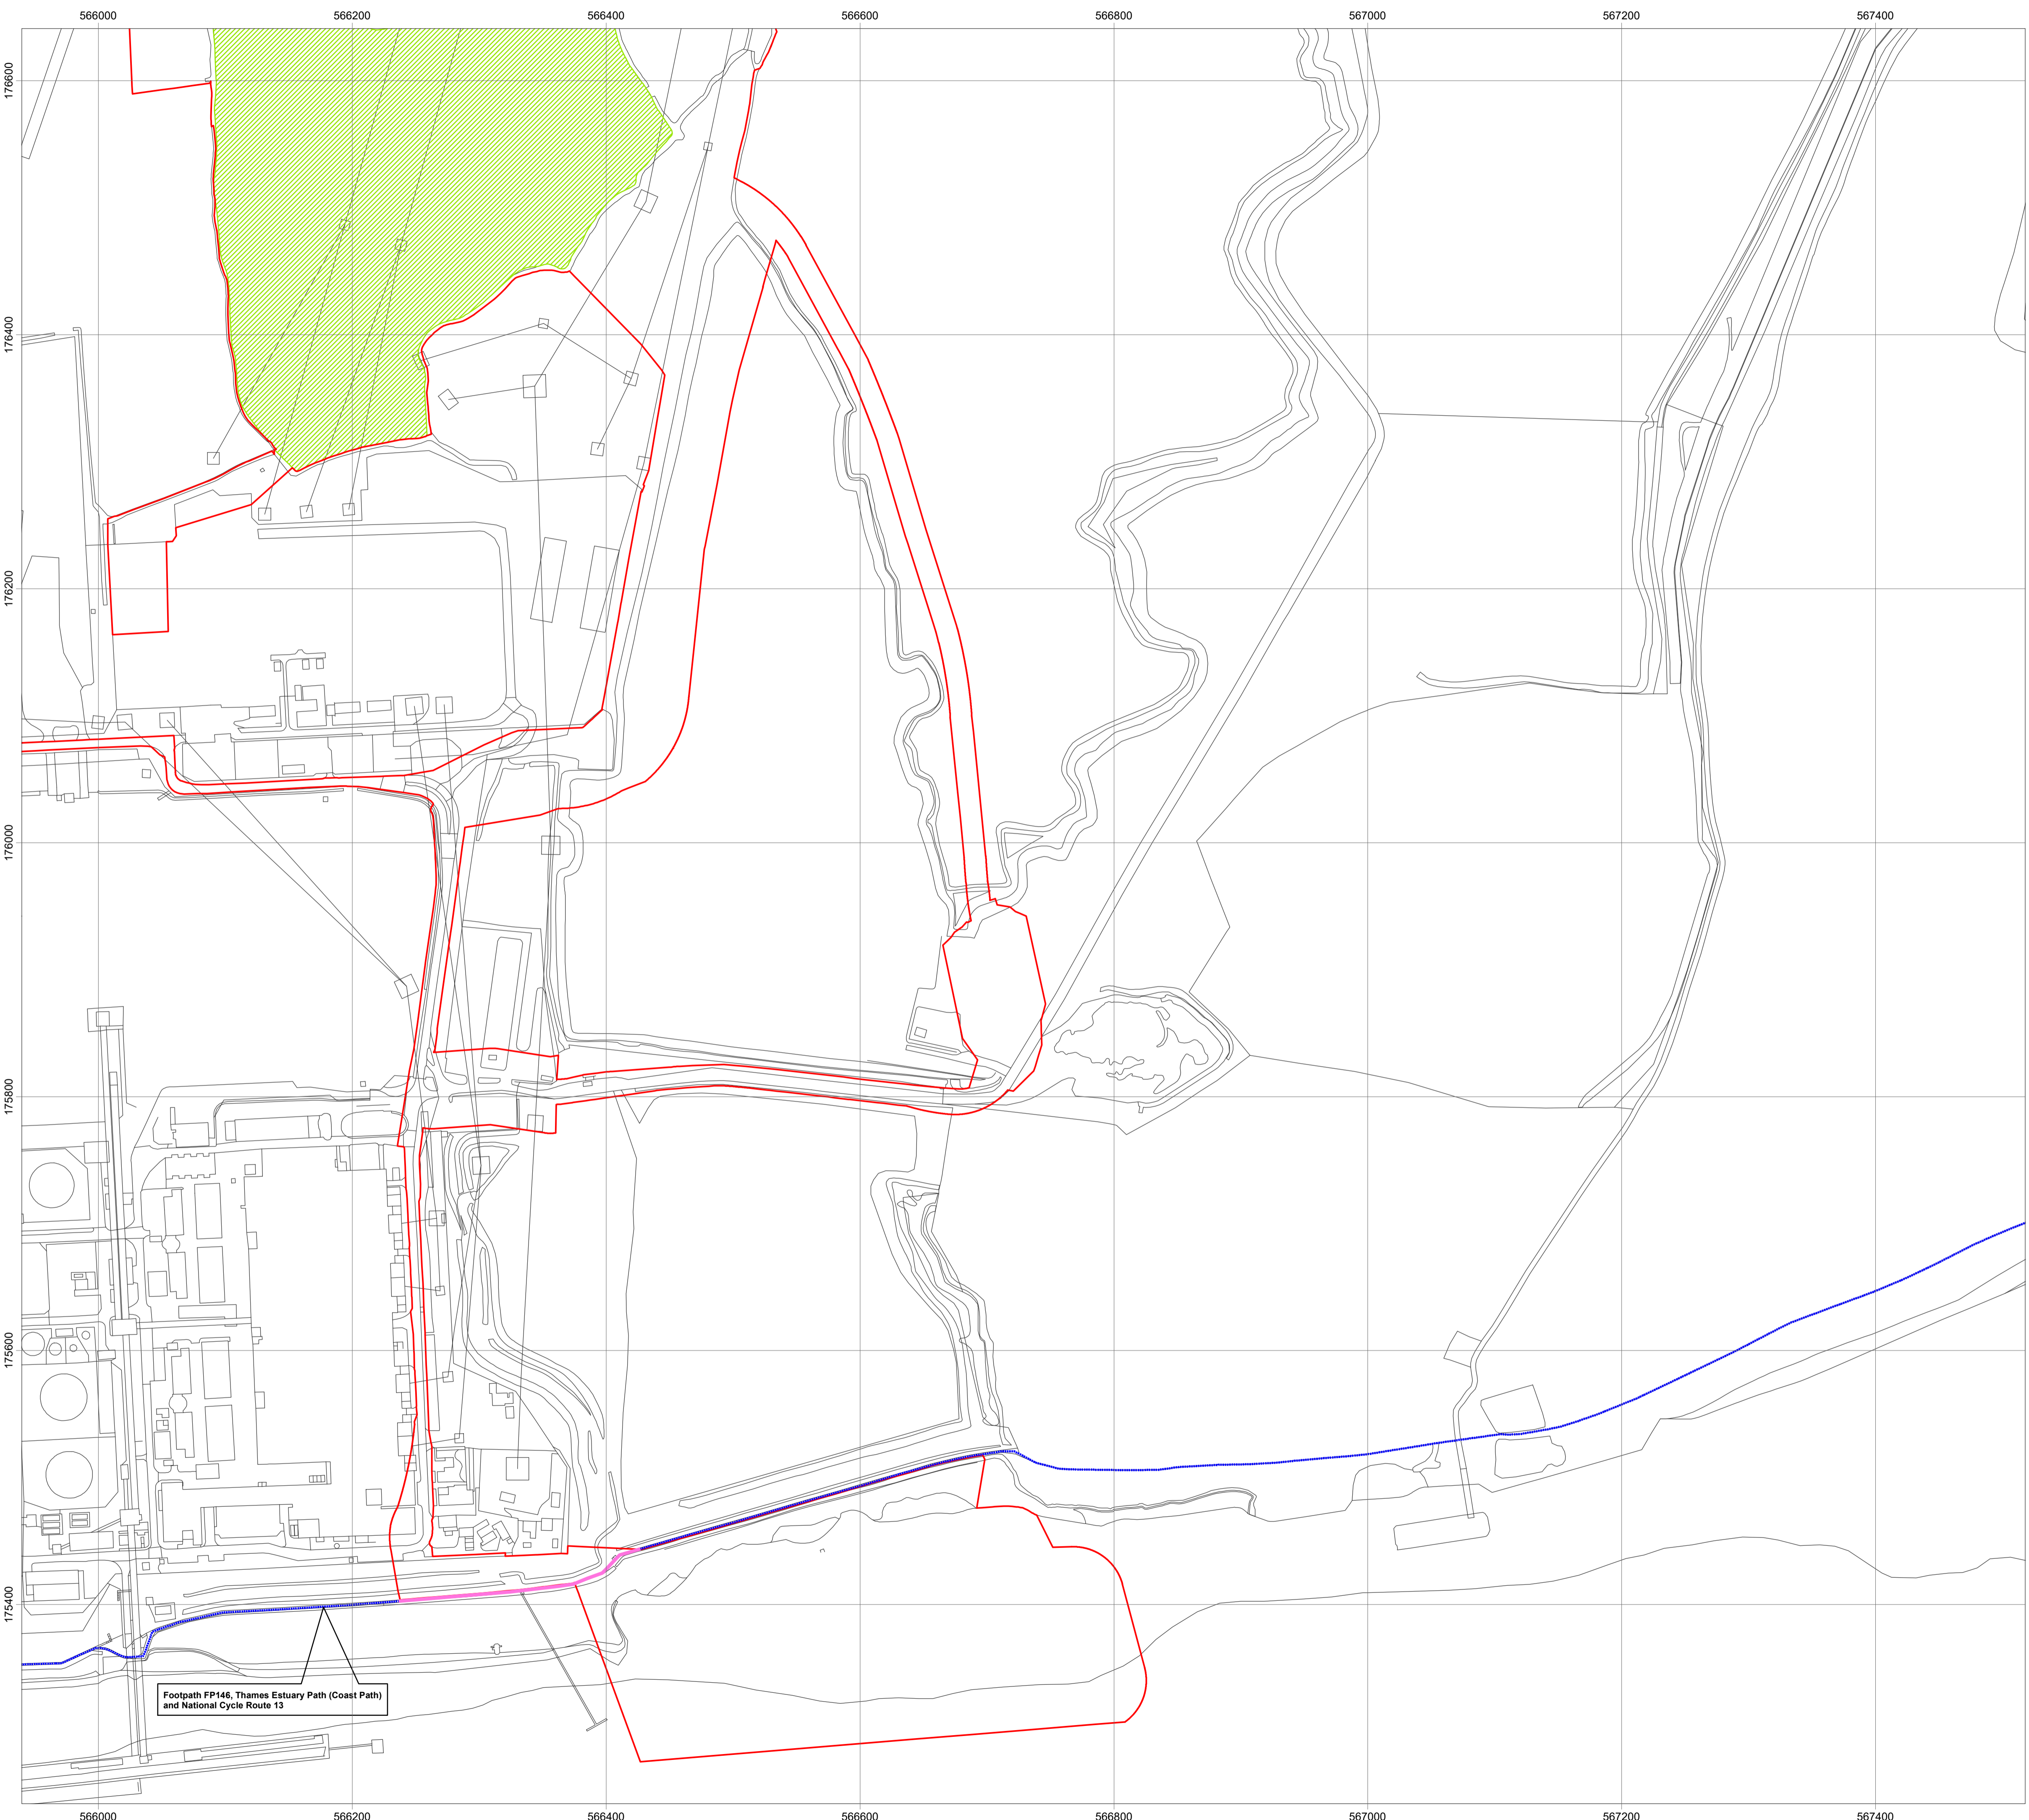 566000 566200 566400 566600 566800 567000 567200 567400
176600
176400
176200
176000
175800
175600
175400
Footpath FP146, Thames Estuary Path (Coast Path)
and National Cycle Route 13
566000 566200 566400 566600 566800 567000 567200 567400